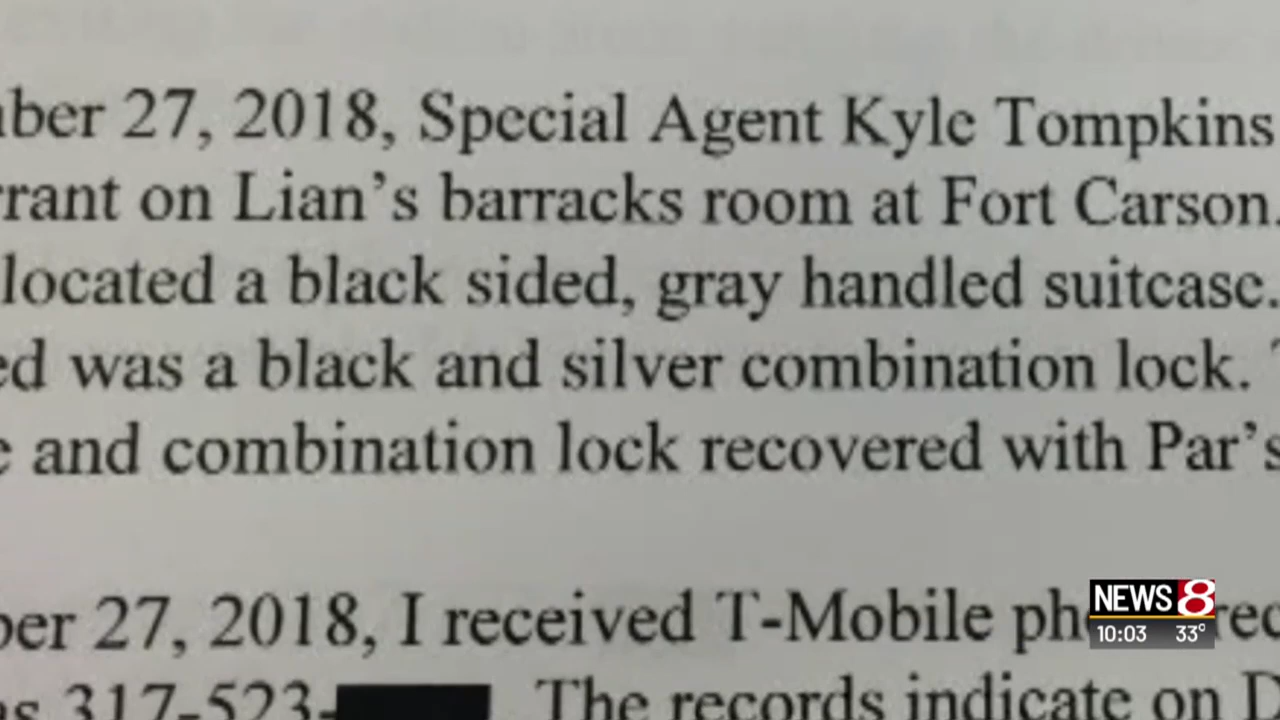 ber 27, 2018, Special Agent Kyle Tompkins
rrant on Lian's barracks room at Fort Carson.
located a black sided, gray handled suitcase.
ed was a black and silver combination lock. T
e and combination lock recovered with Par's
ber 27, 2018, I received T-Mobile ph rec
as 317-523- The records indicate on D
NEWS 8
10:03 33°